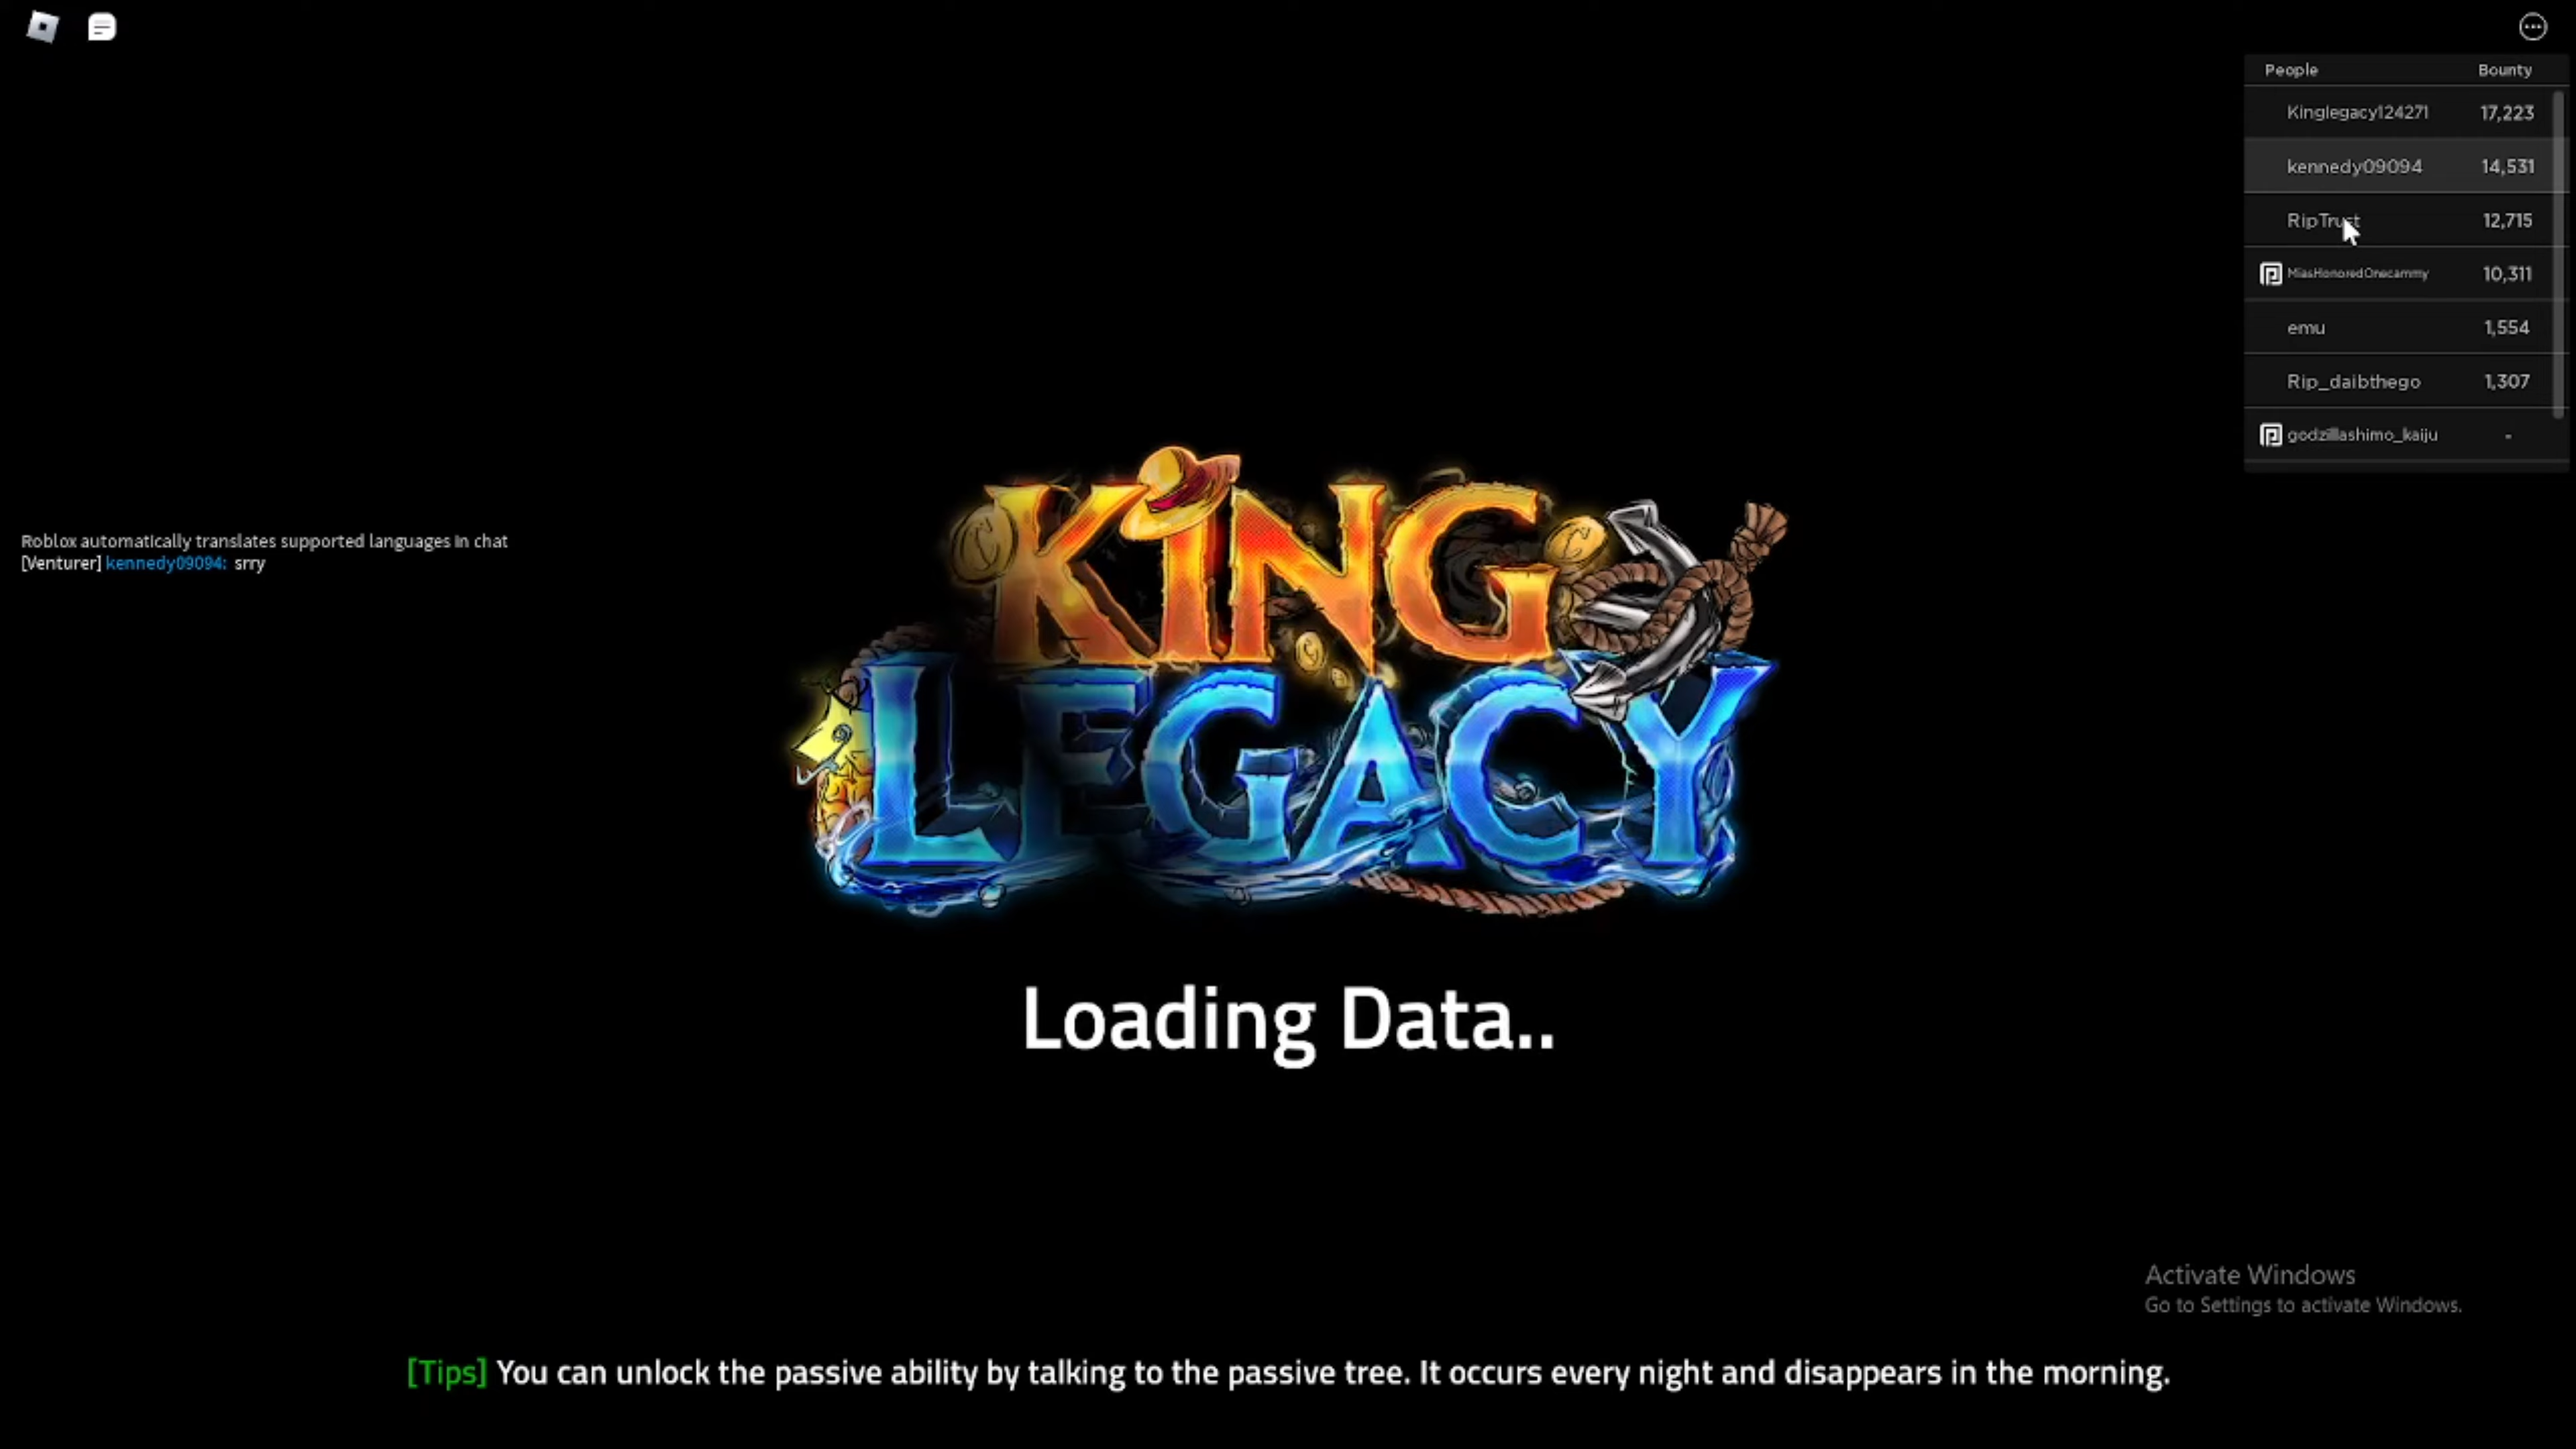 People Bounty
Kinglegacy124271 17,223
kennedy09094 14,531
RipTrust 12,715
MiasHonoredOnecammy 10,311
emu 1,554
Rip_daibthego 1,307
godzillashimo_kaiju -
Roblox automatically translates supported languages in chat
[Venturer] kennedy09094: srry
KING
LEGACY
Loading Data..
Activate Windows
Go to Settings to activate Windows.
[Tips] You can unlock the passive ability by talking to the passive tree. It occurs every night and disappears in the morning.